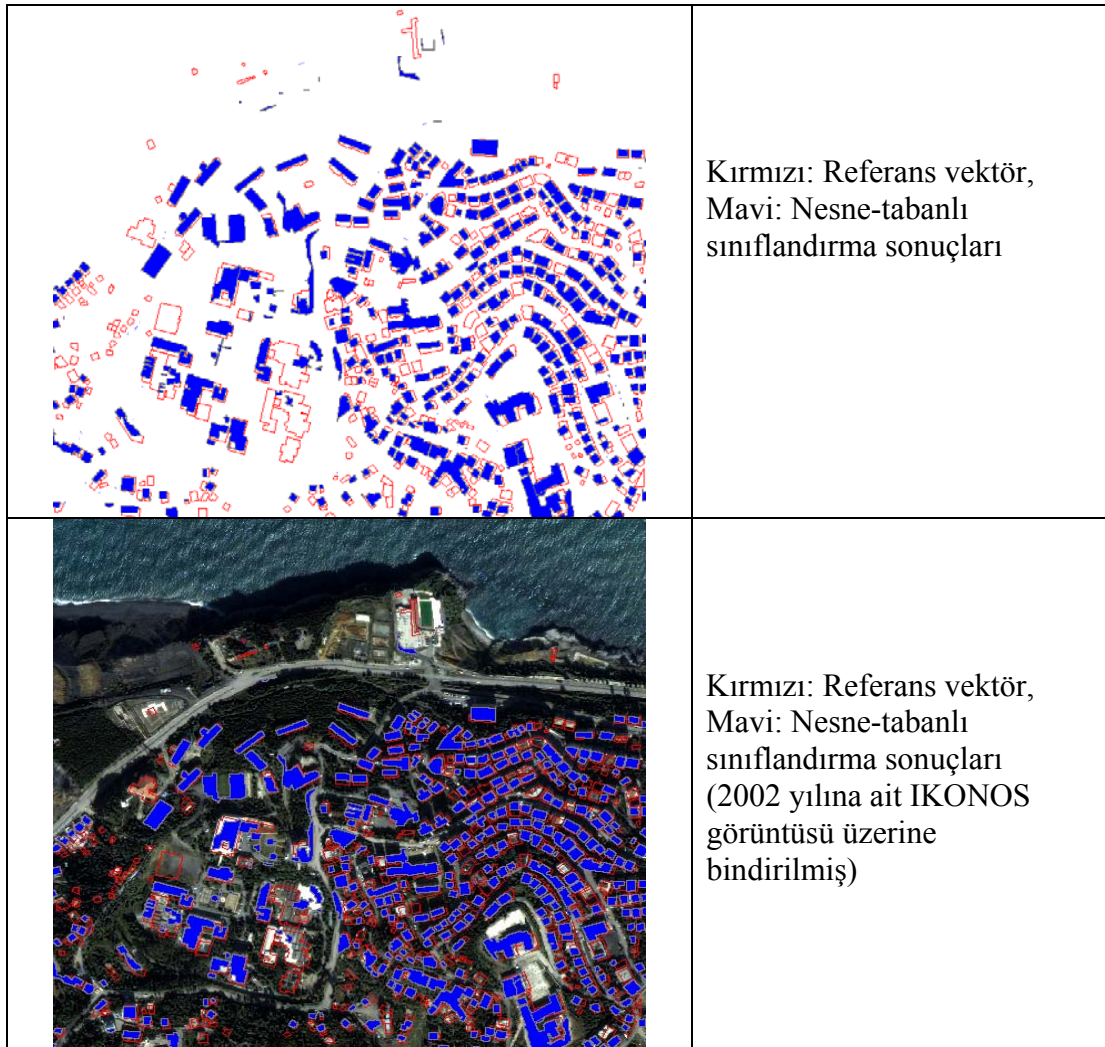 Kırmızı: Referans vektör,
Mavi: Nesne-tabanlı
sınıflandırma sonuçları
Kırmızı: Referans vektör,
Mavi: Nesne-tabanlı
sınıflandırma sonuçları
(2002 yılına ait IKONOS
görüntüsü üzerine
bindirilmiş)